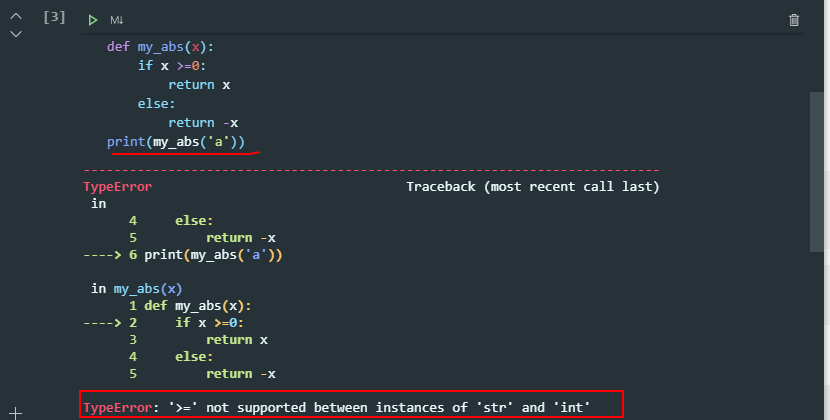 [3] M↓
def my_abs(x):
    if x >=0:
        return x
    else:
        return -x
print(my_abs('a'))
---------------------------------------------------------------------------
TypeError                                 Traceback (most recent call last)
 in
      4     else:
      5         return -x
----> 6 print(my_abs('a'))
 in my_abs(x)
      1 def my_abs(x):
----> 2     if x >=0:
      3         return x
      4     else:
      5         return -x
TypeError: '>=' not supported between instances of 'str' and 'int'